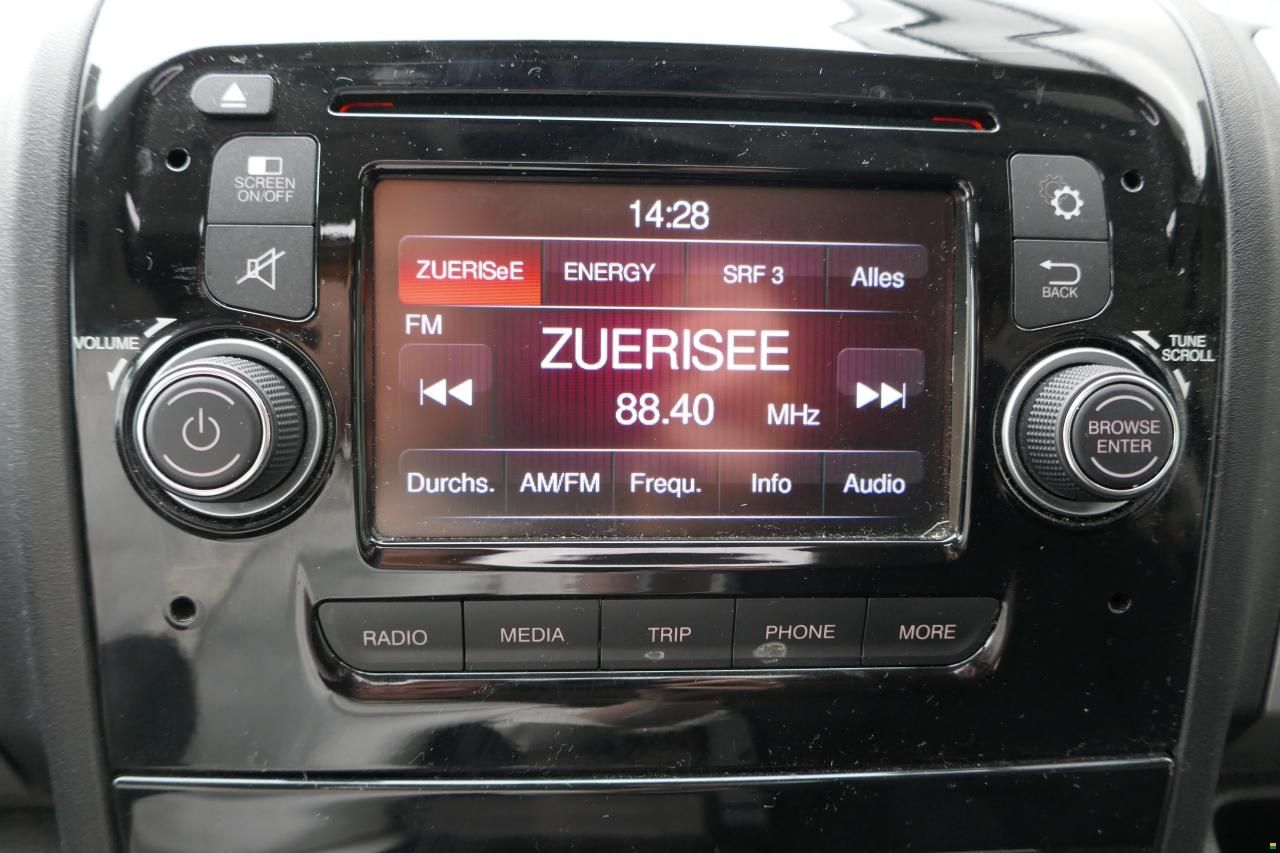 SCREEN
ON/OFF
14:28
ZUERISeE ENERGY SRF 3 Alles
BACK
FM
VOLUME
TUNE
SCROLL
ZUERISEE
88.40 MHz
BROWSE
ENTER
Durchs. AM/FM Frequ. Info Audio
RADIO MEDIA TRIP PHONE MORE